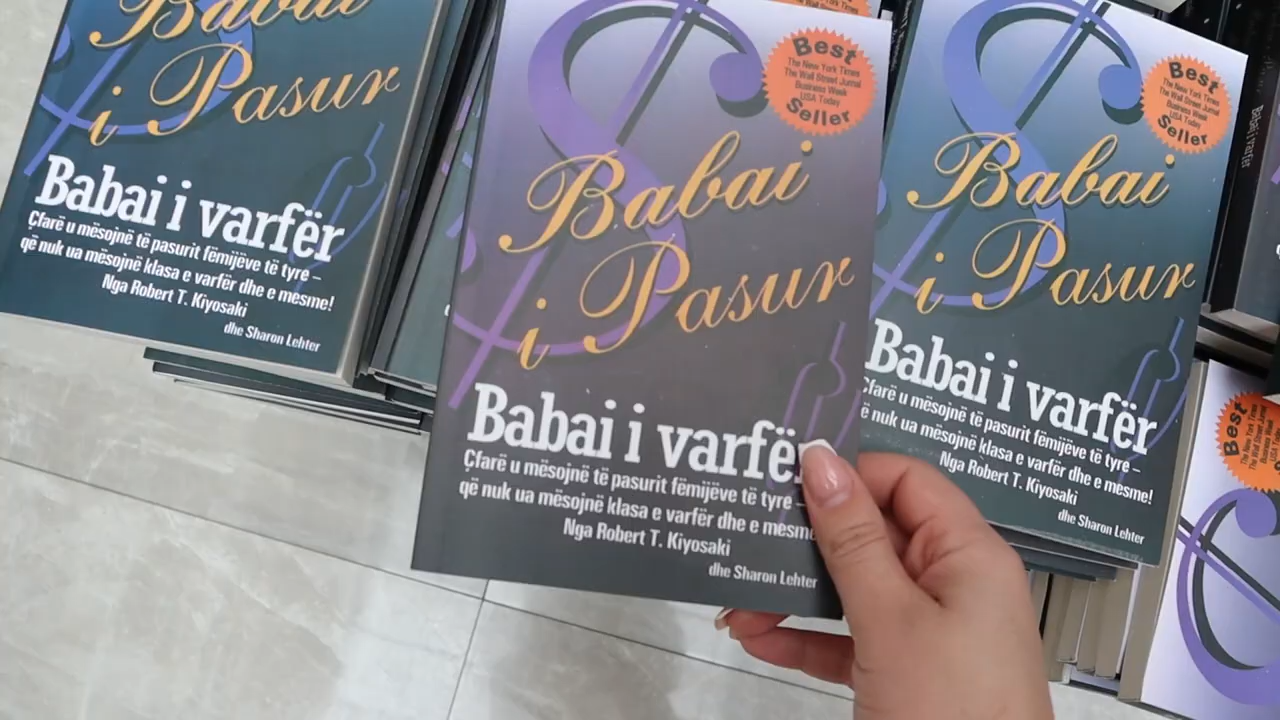 Babai
i Pasur
Babai i varfër
Çfarë u mësojnë të pasurit fëmijëve të tyre –
që nuk ua mësojnë klasa e varfër dhe e mesme!
Nga Robert T. Kiyosaki
dhe Sharon Lehter
Best
The New York Times
The Wall Street Jurnal
Business Week
USA Today
Seller
Babai
i Pasur
Babai i varfër
Çfarë u mësojnë të pasurit fëmijëve të tyre –
që nuk ua mësojnë klasa e varfër dhe e mesme
Nga Robert T. Kiyosaki
dhe Sharon Lehter
Best
The New York Times
The Wall Street Jurnal
Business Week
USA Today
Seller
Babai
i Pasur
Babai i varfër
Çfarë u mësojnë të pasurit fëmijëve të tyre –
ë nuk ua mësojnë klasa e varfër dhe e mesme!
Nga Robert T. Kiyosaki
dhe Sharon Lehter
Babai i varfër
Best